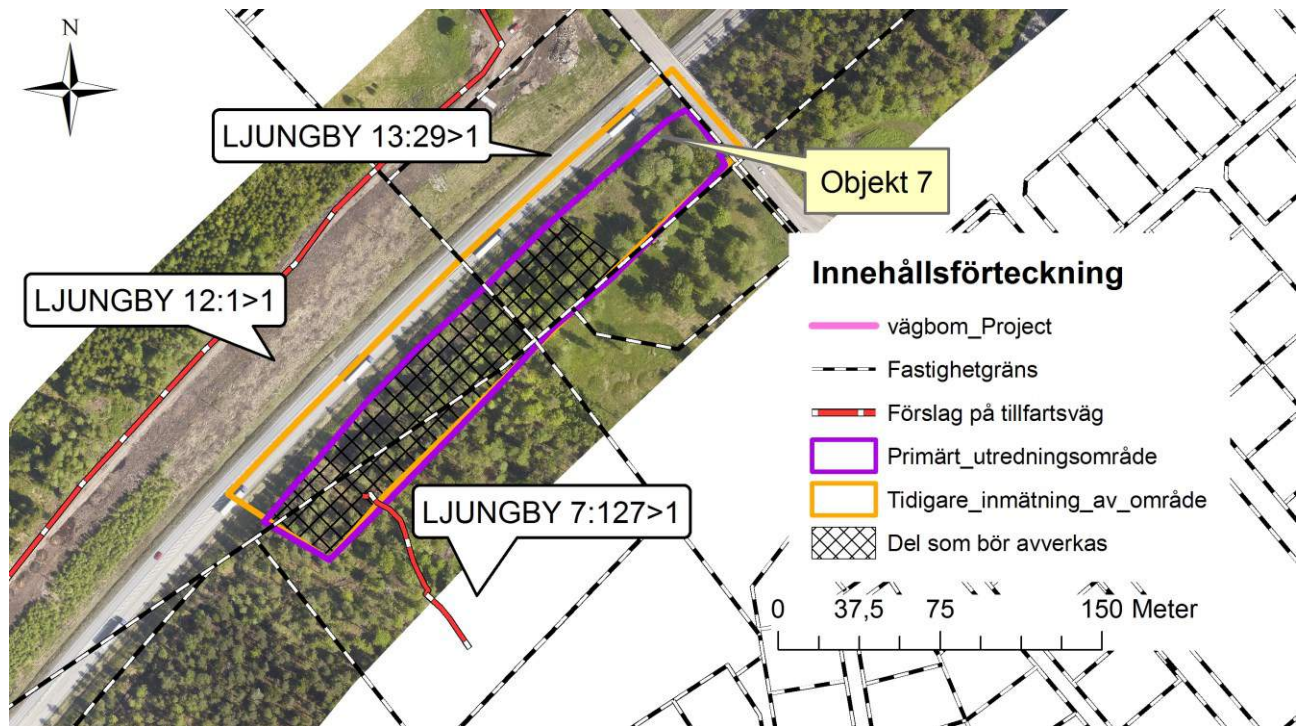 N
LJUNGBY 13:29>1
Objekt 7
LJUNGBY 12:1>1
LJUNGBY 7:127>1
Innehållsförteckning
vägbom_Project
Fastighetgräns
Förslag på tillfartsväg
Primärt_utredningsområde
Tidigare_inmätning_av_område
Del som bör avverkas
0 37,5 75 150 Meter